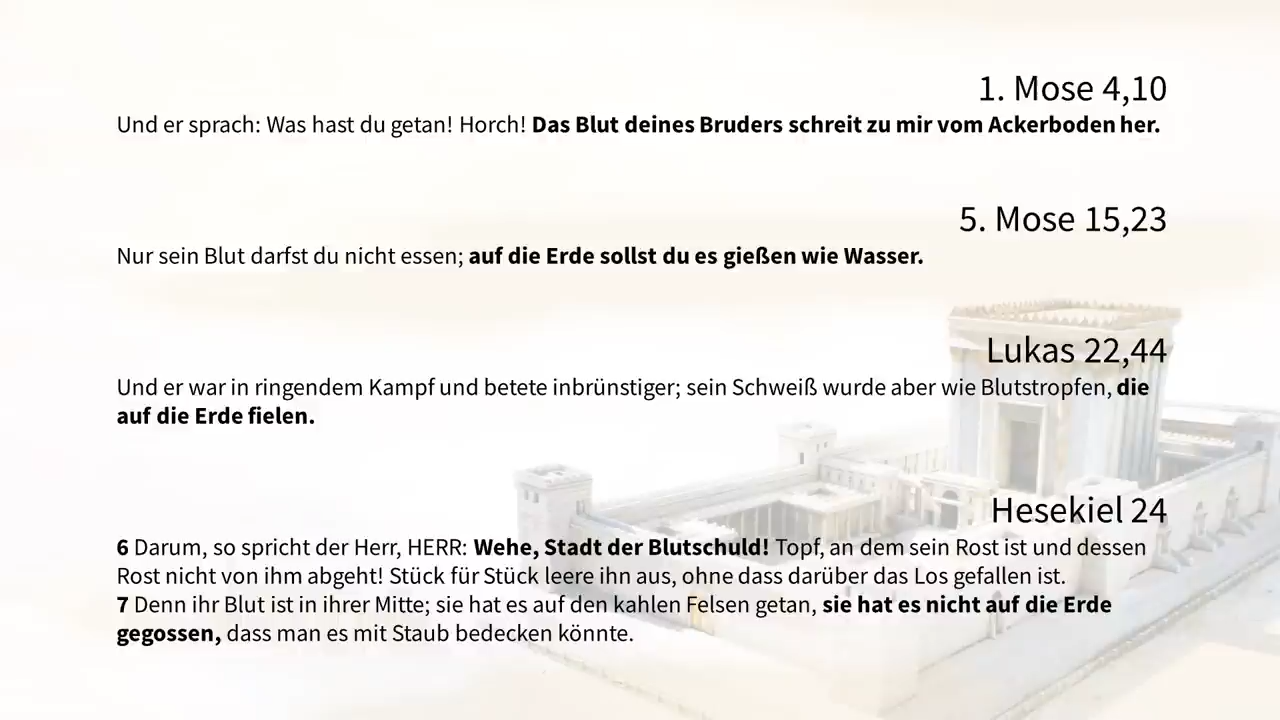 1. Mose 4,10
Und er sprach: Was hast du getan! Horch! Das Blut deines Bruders schreit zu mir vom Ackerboden her.
5. Mose 15,23
Nur sein Blut darfst du nicht essen; auf die Erde sollst du es gießen wie Wasser.
Lukas 22,44
Und er war in ringendem Kampf und betete inbrünstiger; sein Schweiß wurde aber wie Blutstropfen, die
auf die Erde fielen.
Hesekiel 24
6 Darum, so spricht der Herr, HERR: Wehe, Stadt der Blutschuld! Topf, an dem sein Rost ist und dessen
Rost nicht von ihm abgeht! Stück für Stück leere ihn aus, ohne dass darüber das Los gefallen ist.
7 Denn ihr Blut ist in ihrer Mitte; sie hat es auf den kahlen Felsen getan, sie hat es nicht auf die Erde
gegossen, dass man es mit Staub bedecken könnte.